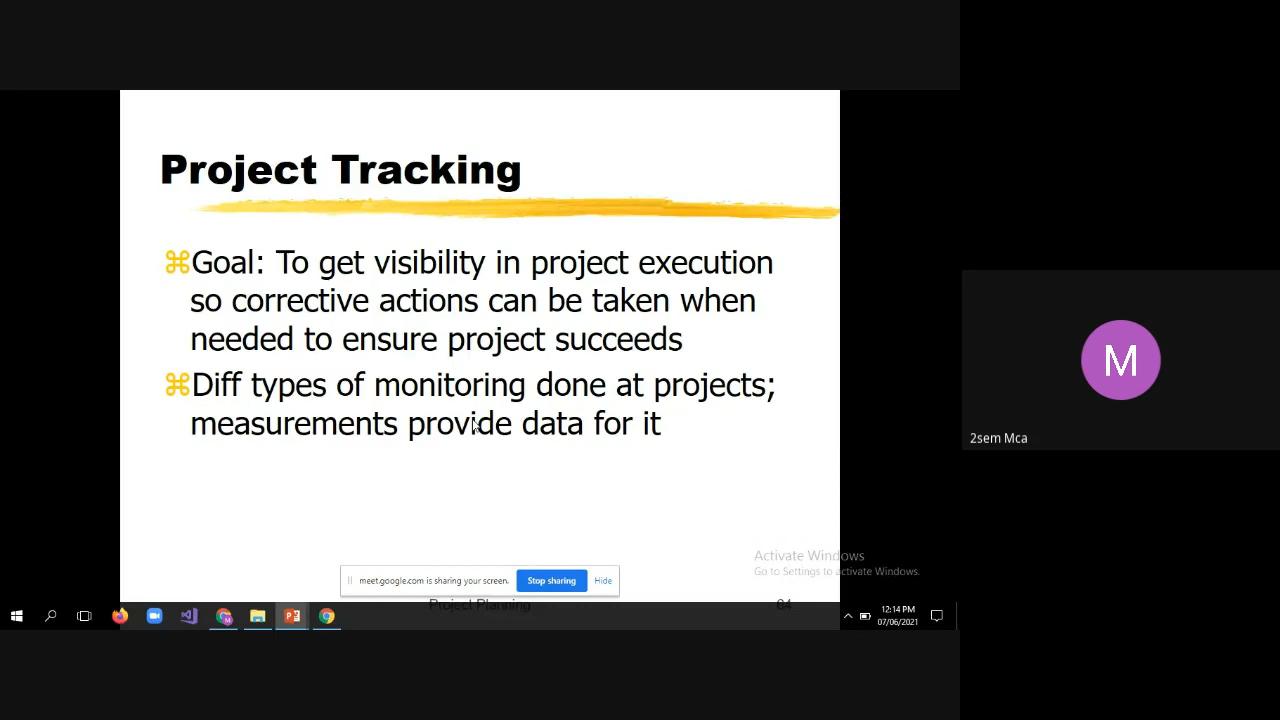 Project Tracking
⌘Goal: To get visibility in project execution
so corrective actions can be taken when
needed to ensure project succeeds
⌘Diff types of monitoring done at projects;
measurements provide data for it
M
2sem Mca
Activate Windows
Go to Settings to activate Windows.
meet.google.com is sharing your screen.
Stop sharing
Hide
Project Planning
64
12:14 PM
07/06/2021